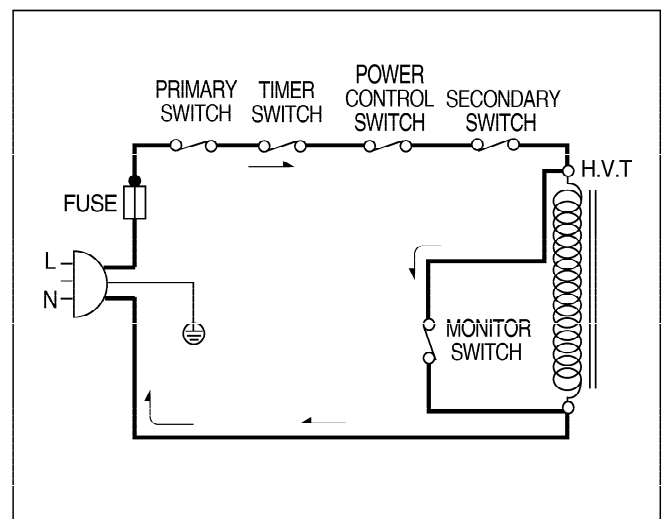 PRIMARY
SWITCH
TIMER
SWITCH
POWER
CONTROL
SWITCH
SECONDARY
SWITCH
H.V.T
FUSE
L
N
MONITOR
SWITCH